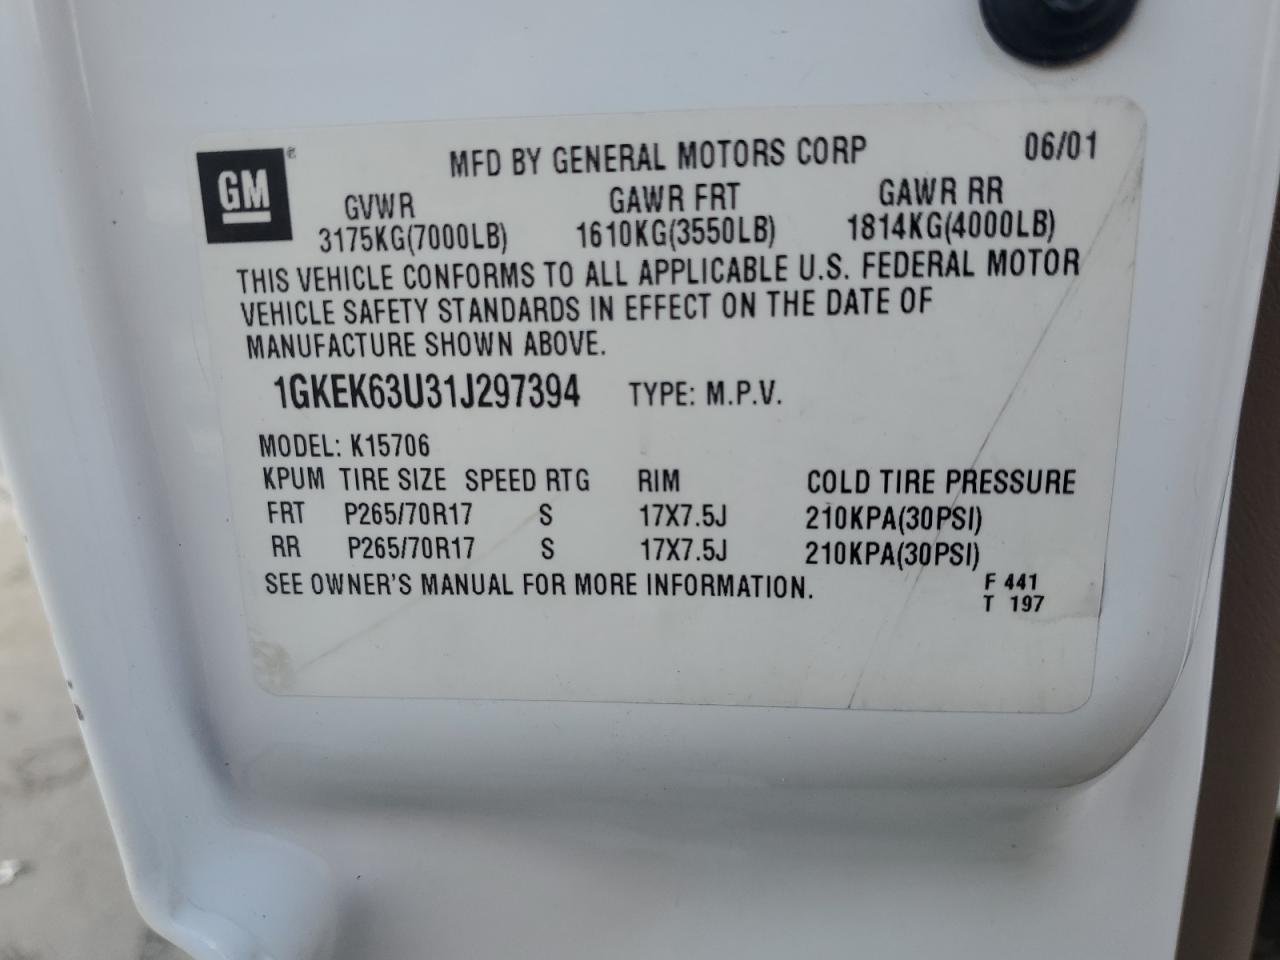 GM®
MFD BY GENERAL MOTORS CORP 06/01
GVWR GAWR FRT GAWR RR
3175KG(7000LB) 1610KG(3550LB) 1814KG(4000LB)
THIS VEHICLE CONFORMS TO ALL APPLICABLE U.S. FEDERAL MOTOR
VEHICLE SAFETY STANDARDS IN EFFECT ON THE DATE OF
MANUFACTURE SHOWN ABOVE.
1GKEK63U31J297394 TYPE: M.P.V.
MODEL: K15706
KPUM TIRE SIZE SPEED RTG RIM COLD TIRE PRESSURE
FRT P265/70R17 S 17X7.5J 210KPA(30PSI)
RR P265/70R17 S 17X7.5J 210KPA(30PSI)
SEE OWNER'S MANUAL FOR MORE INFORMATION.
F 441
T 197